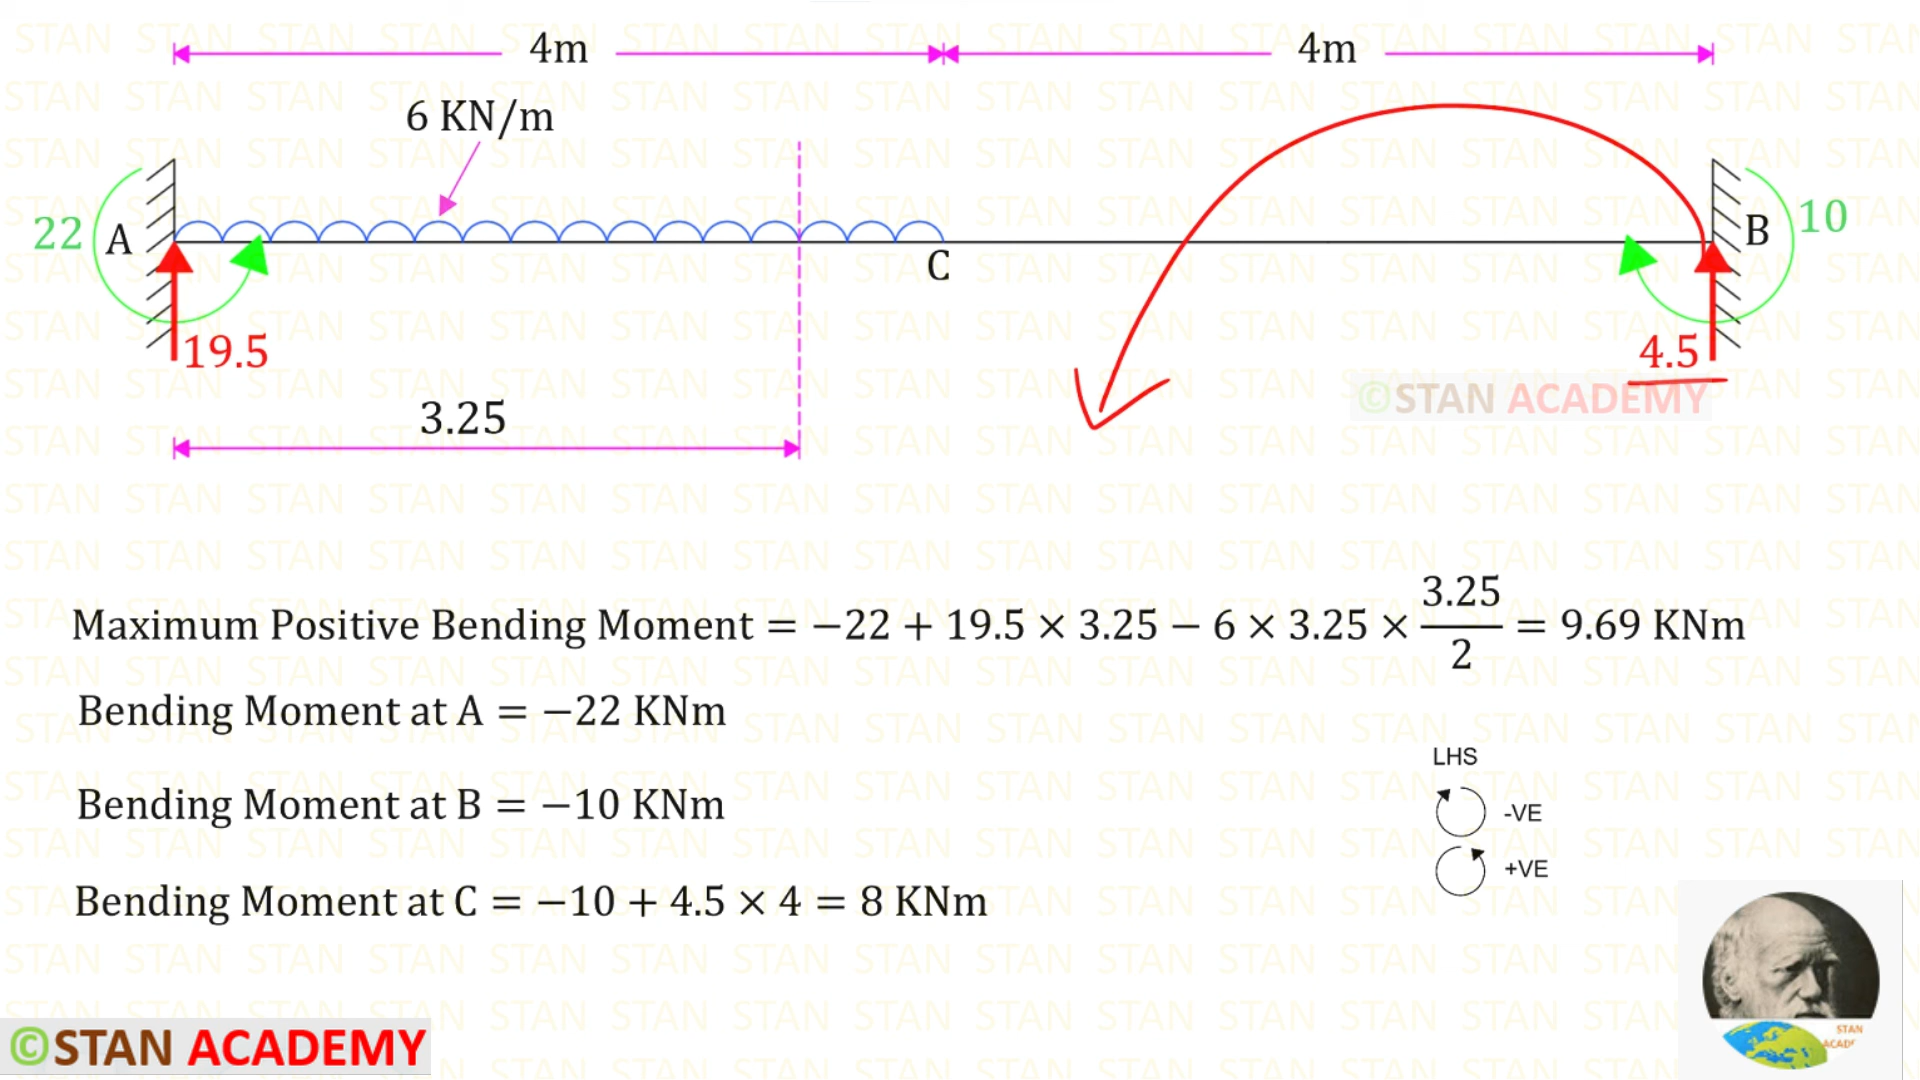 4m 4m
6 KN/m
22 A B 10
C
19.5 4.5
©STAN ACADEMY
3.25
Maximum Positive Bending Moment = −22 + 19.5 × 3.25 − 6 × 3.25 × 3.25/2 = 9.69 KNm
Bending Moment at A = −22 KNm
LHS
Bending Moment at B = −10 KNm
-VE
+VE
Bending Moment at C = −10 + 4.5 × 4 = 8 KNm
©STAN ACADEMY
STAN